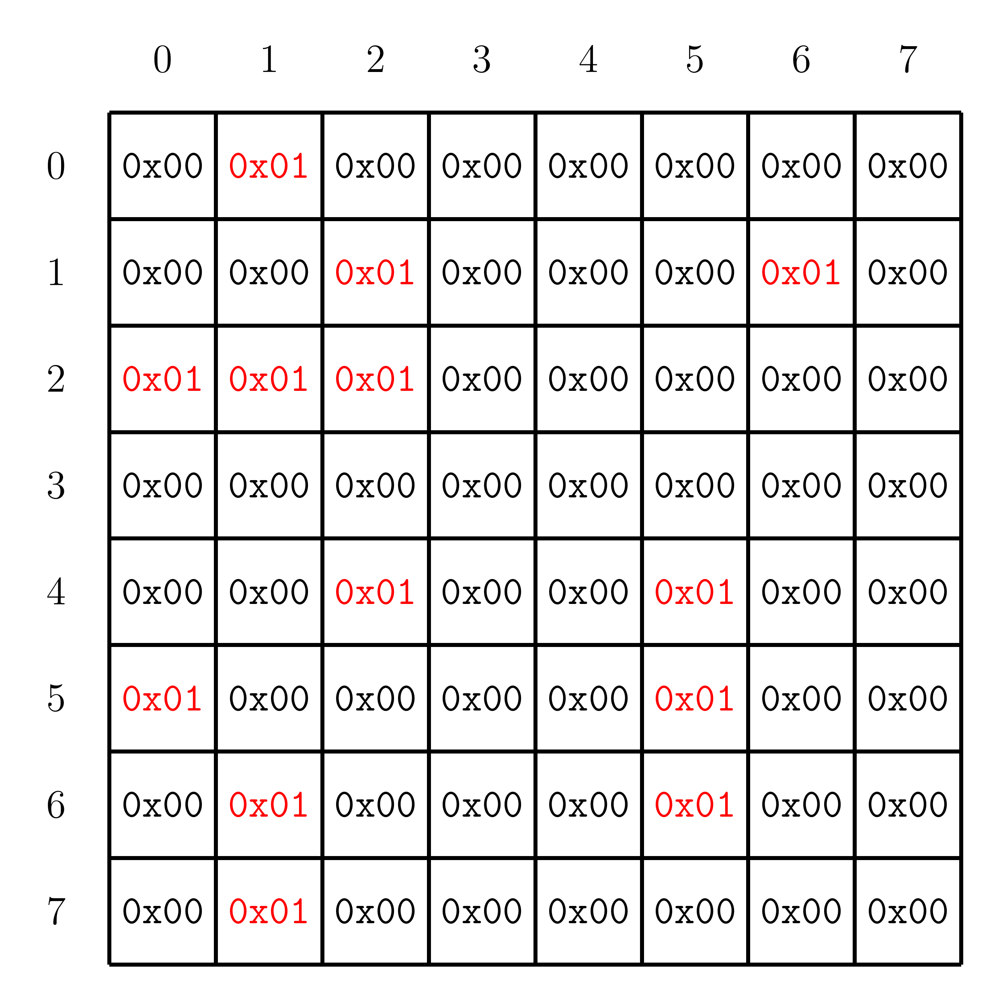 0 1 2 3 4 5 6 7
0 0x00 0x01 0x00 0x00 0x00 0x00 0x00 0x00
1 0x00 0x00 0x01 0x00 0x00 0x00 0x01 0x00
2 0x01 0x01 0x01 0x00 0x00 0x00 0x00 0x00
3 0x00 0x00 0x00 0x00 0x00 0x00 0x00 0x00
4 0x00 0x00 0x01 0x00 0x00 0x01 0x00 0x00
5 0x01 0x00 0x00 0x00 0x00 0x01 0x00 0x00
6 0x00 0x01 0x00 0x00 0x00 0x01 0x00 0x00
7 0x00 0x01 0x00 0x00 0x00 0x00 0x00 0x00